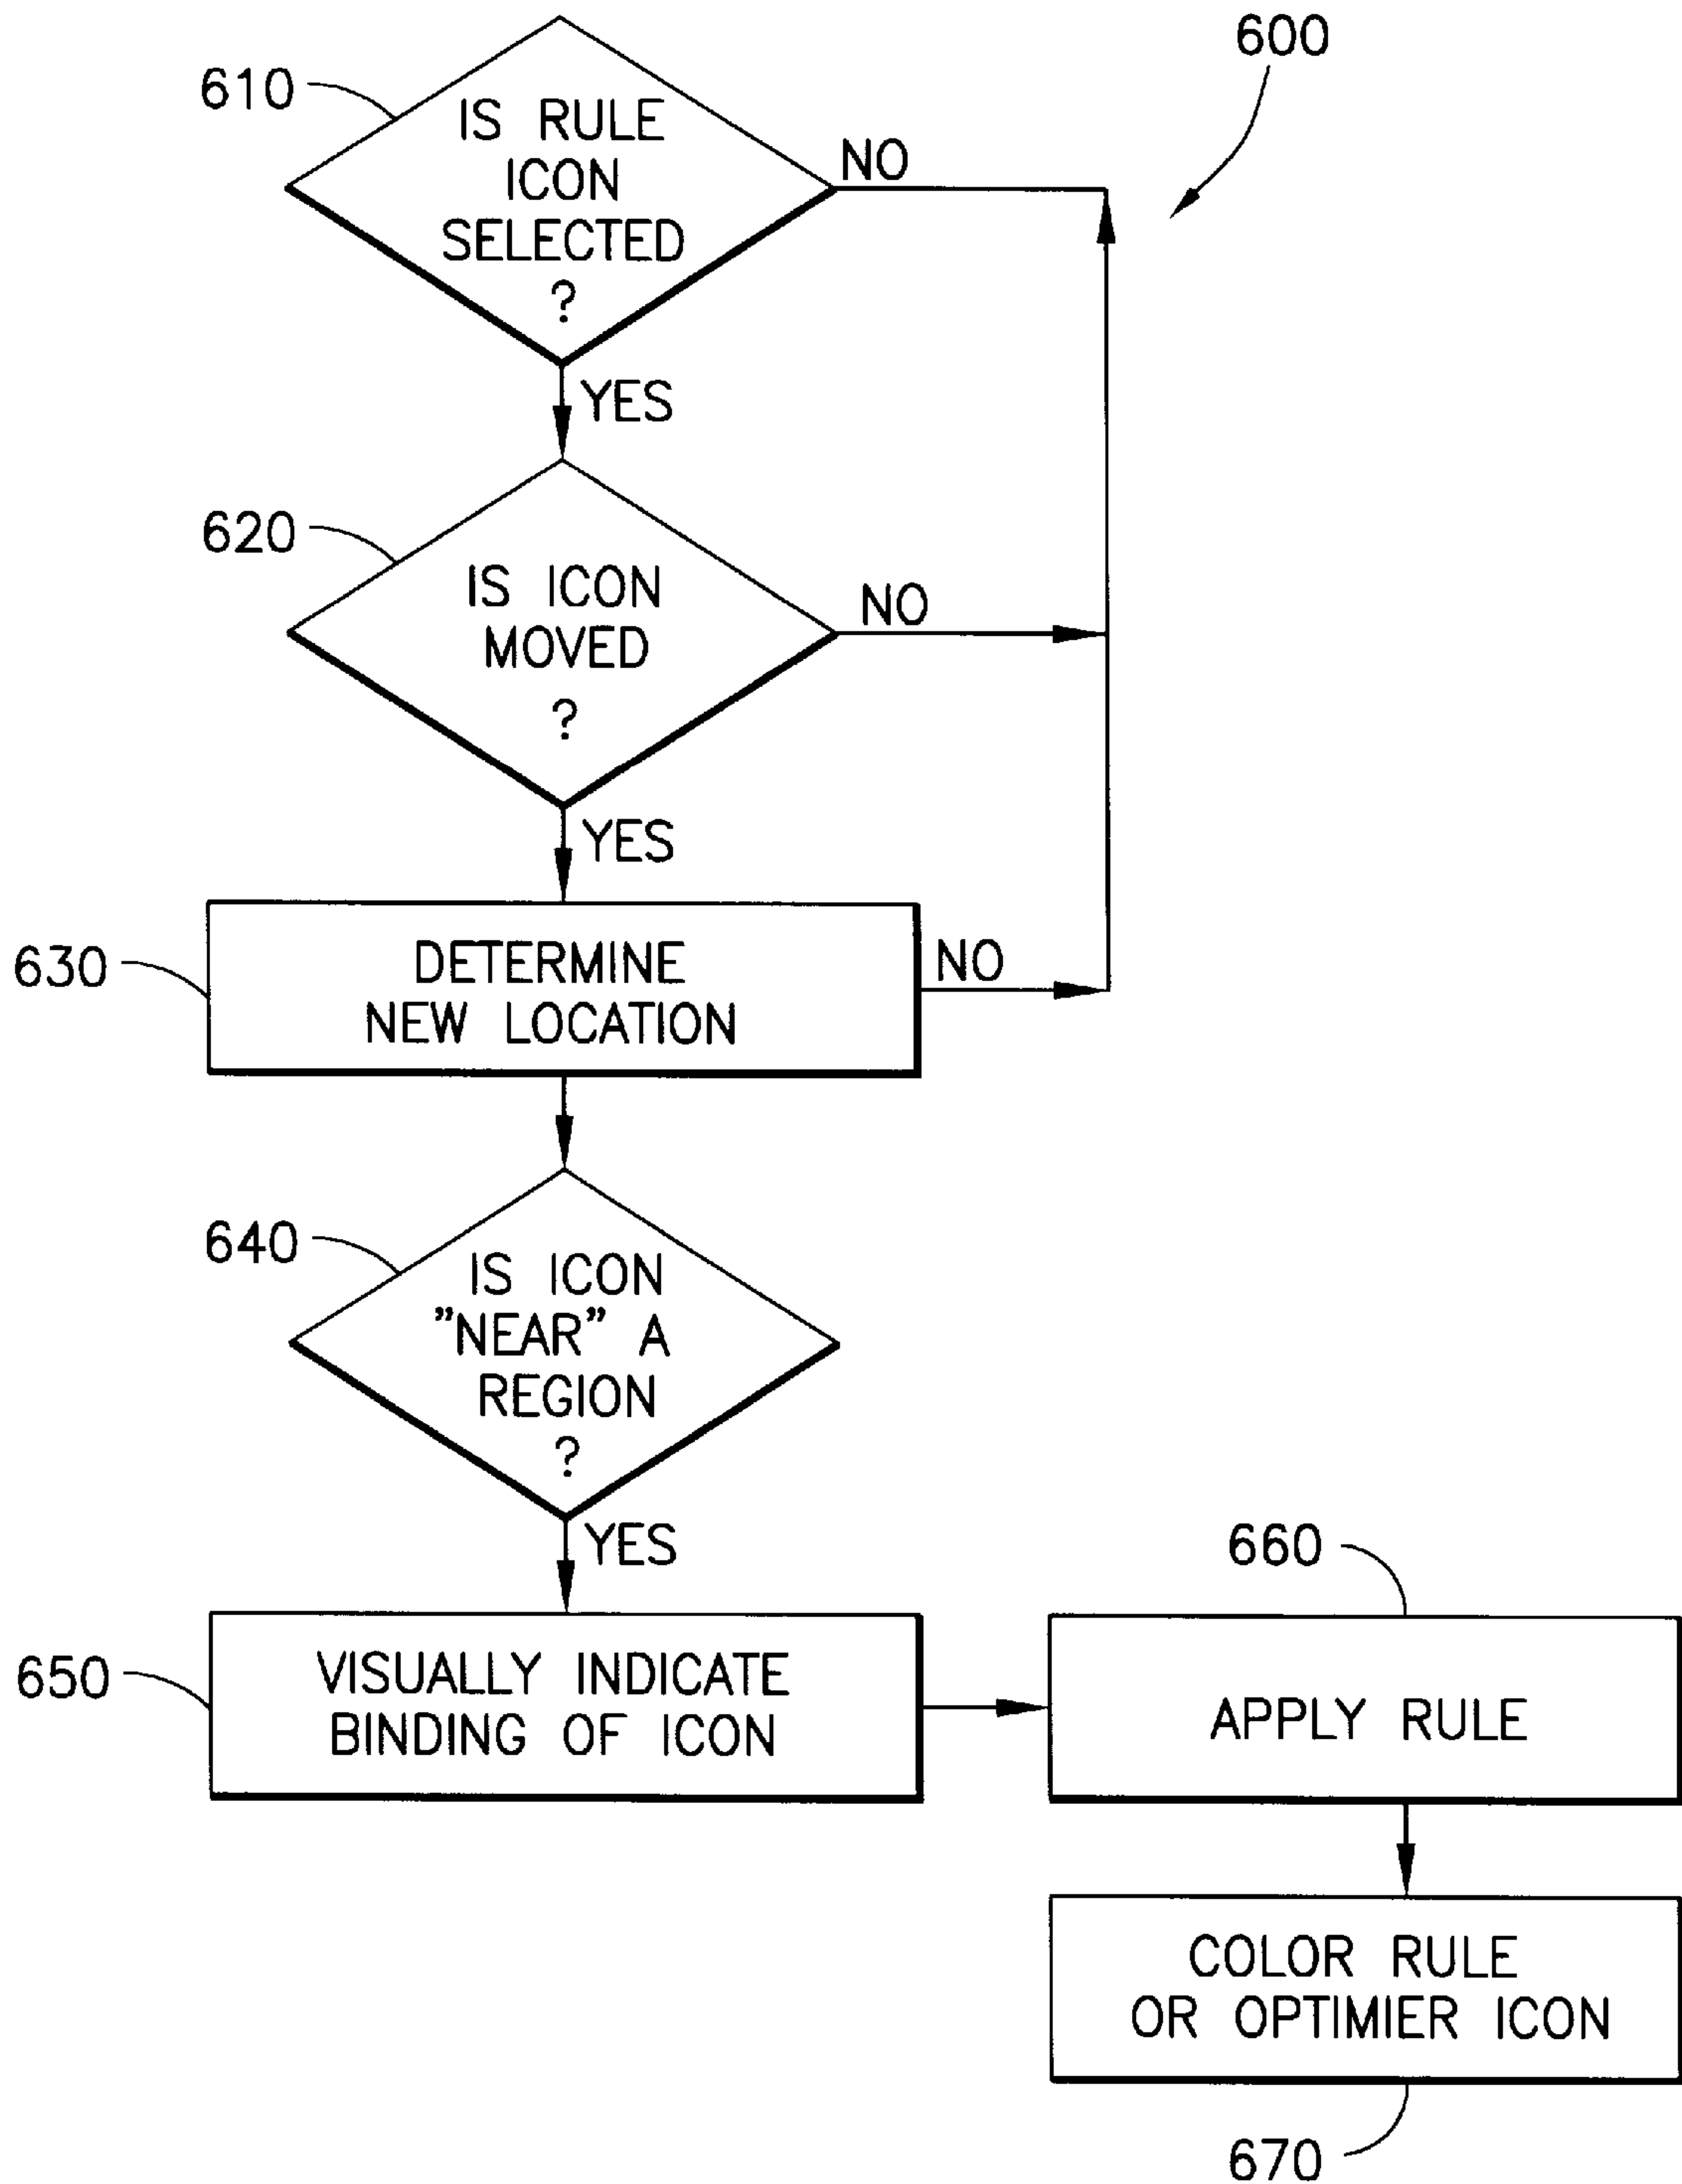 600
610
IS RULE
ICON
SELECTED
?
NO
YES
620
IS ICON
MOVED
?
NO
YES
630
DETERMINE
NEW LOCATION
NO
640
IS ICON
"NEAR" A
REGION
?
YES
650
VISUALLY INDICATE
BINDING OF ICON
660
APPLY RULE
COLOR RULE
OR OPTIMIER ICON
670